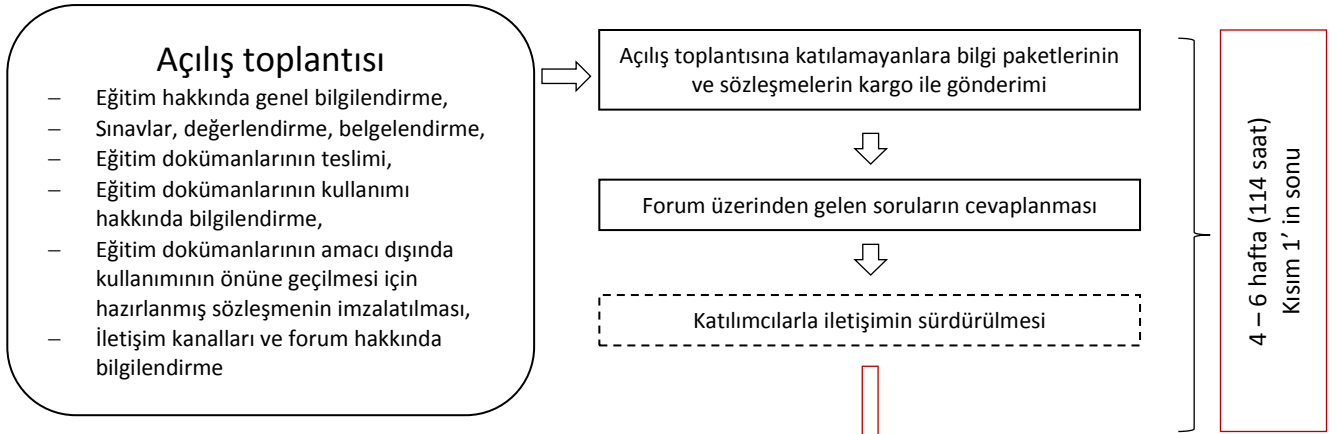 Açılış toplantısı
– Eğitim hakkında genel bilgilendirme,
– Sınavlar, değerlendirme, belgelendirme,
– Eğitim dokümanlarının teslimi,
– Eğitim dokümanlarının kullanımı
hakkında bilgilendirme,
– Eğitim dokümanlarının amacı dışında
kullanımının önüne geçilmesi için
hazırlanmış sözleşmenin imzalatılması,
– İletişim kanalları ve forum hakkında
bilgilendirme
Açılış toplantısına katılamayanlara bilgi paketlerinin
ve sözleşmelerin kargo ile gönderimi
Forum üzerinden gelen soruların cevaplanması
Katılımcılarla iletişimin sürdürülmesi
4 – 6 hafta (114 saat)
Kısım 1’ in sonu